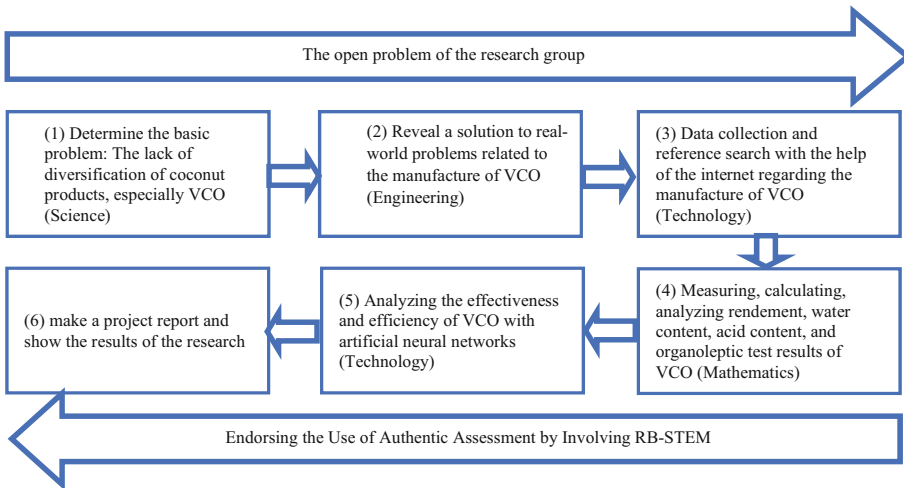 The open problem of the research group
(1) Determine the basic
problem: The lack of
diversification of coconut
products, especially VCO
(Science)
(2) Reveal a solution to real-
world problems related to
the manufacture of VCO
(Engineering)
(3) Data collection and
reference search with the help
of the internet regarding the
manufacture of VCO
(Technology)
(4) Measuring, calculating,
analyzing rendement, water
content, acid content, and
organoleptic test results of
VCO (Mathematics)
(5) Analyzing the effectiveness
and efficiency of VCO with
artificial neural networks
(Technology)
(6) make a project report and
show the results of the research
Endorsing the Use of Authentic Assessment by Involving RB-STEM